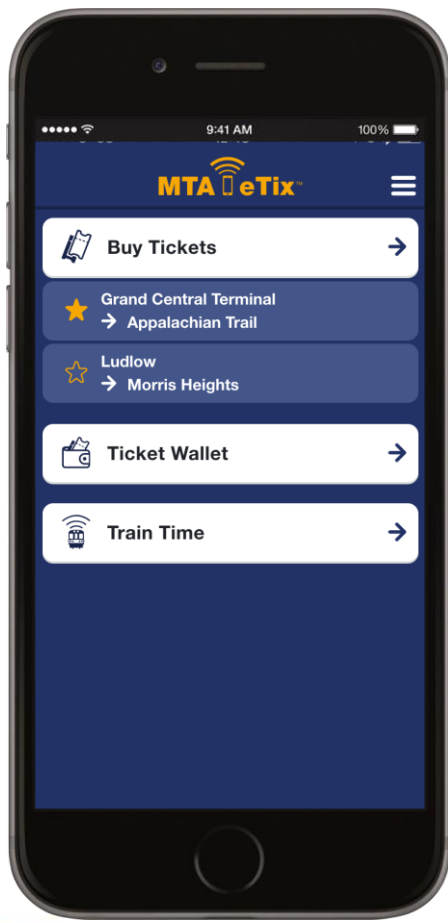 9:41 AM
100%
MTA eTix™
Buy Tickets
Grand Central Terminal
→ Appalachian Trail
Ludlow
→ Morris Heights
Ticket Wallet
Train Time